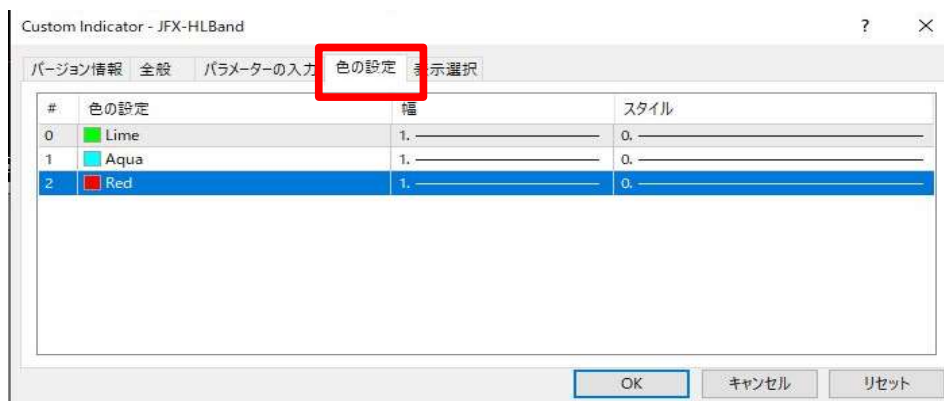 Custom Indicator - JFX-HLBand ? ×
バージョン情報 全般 パラメーターの入力 色の設定 表示選択
# 色の設定 幅 スタイル
0 Lime 1. 0.
1 Aqua 1. 0.
2 Red 1. 0.
OK キャンセル リセット